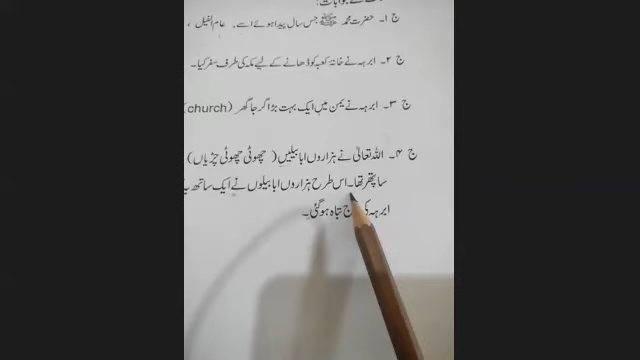 ج ۱۔ حضرت محمد ﷺ جس سال پیدا ہوئے اسے عام الفیل ،
ج ۲۔ ابرہہ نے خانۂ کعبہ کو ڈھانے کے لیے مکہ کی طرف سفر کیا۔
ج ۳۔ ابرہہ نے یمن میں ایک بہت بڑا گرجا گھر (church)
ج ۴۔ اللہ تعالیٰ نے ہزاروں ابابیلیں (چھوٹی چھوٹی چڑیاں)
سا پتھر تھا۔ اس طرح ہزاروں ابابیلوں نے ایک ساتھ
ابرہہ کی تباہ ہوگئی۔